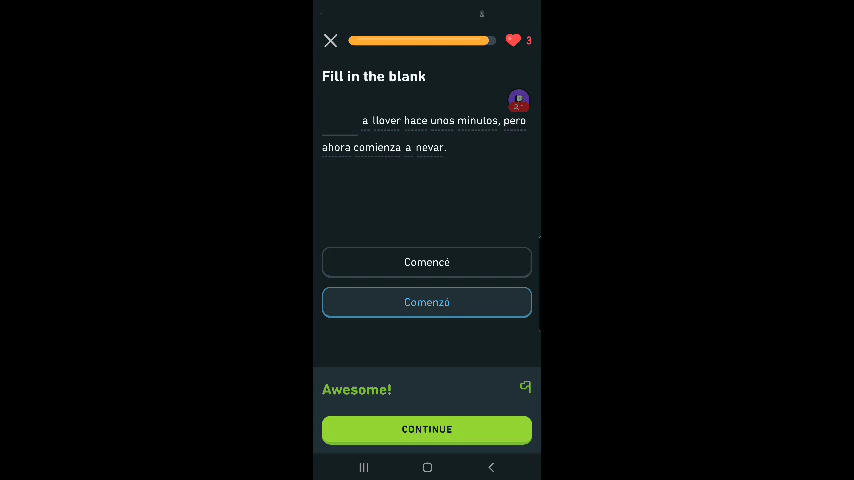 3
Fill in the blank
a llover hace unos minutos, pero
ahora comienza a nevar.
Comencé
Comenzó
Awesome!
CONTINUE